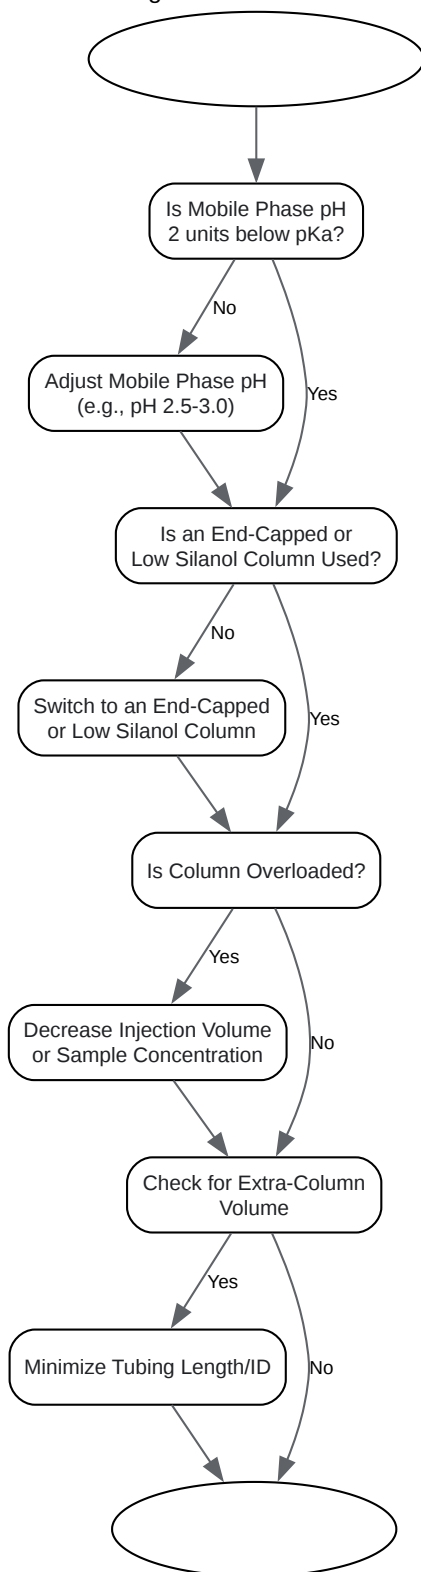 Is Mobile Phase pH
2 units below pKa?
No
Yes
Adjust Mobile Phase pH
(e.g., pH 2.5-3.0)
Is an End-Capped or
Low Silanol Column Used?
No
Yes
Switch to an End-Capped
or Low Silanol Column
Is Column Overloaded?
Yes
No
Decrease Injection Volume
or Sample Concentration
Check for Extra-Column
Volume
Yes
No
Minimize Tubing Length/ID